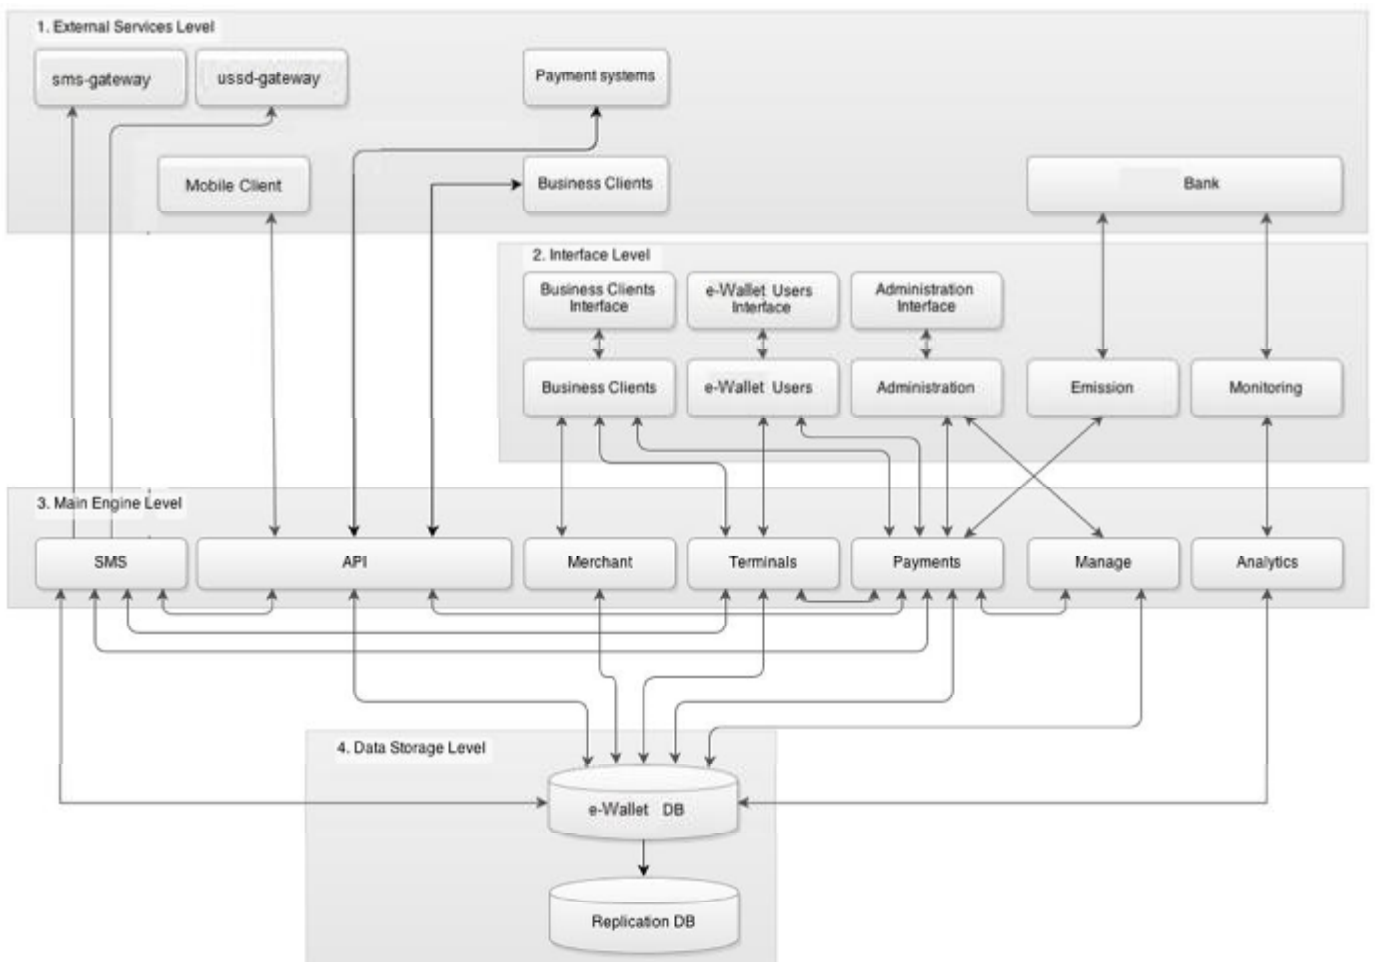 1. External Services Level
sms-gateway
ussd-gateway
Payment systems
Mobile Client
Business Clients
Bank
2. Interface Level
Business Clients
Interface
e-Wallet Users
Interface
Administration
Interface
Business Clients
e-Wallet Users
Administration
Emission
Monitoring
3. Main Engine Level
SMS
API
Merchant
Terminals
Payments
Manage
Analytics
4. Data Storage Level
e-Wallet DB
Replication DB